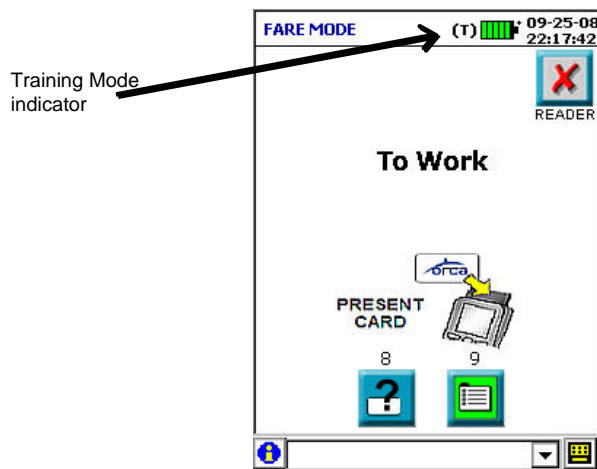 FARE MODE
(T)
09-25-08
22:17:42
Training Mode
indicator
READER
To Work
orca
PRESENT
CARD
8
9
?